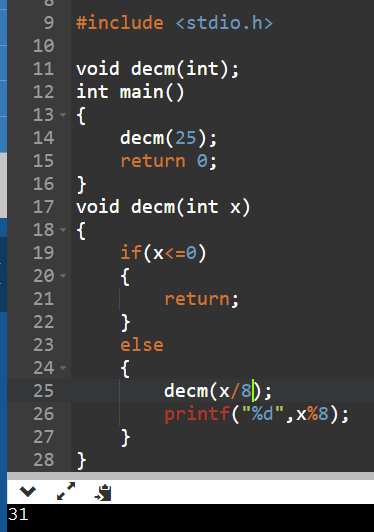 8
9 #include <stdio.h>
10
11 void decm(int);
12 int main()
13 {
14 decm(25);
15 return 0;
16 }
17 void decm(int x)
18 {
19 if(x<=0)
20 {
21 return;
22 }
23 else
24 {
25 decm(x/8);
26 printf("%d",x%8);
27 }
28 }
31